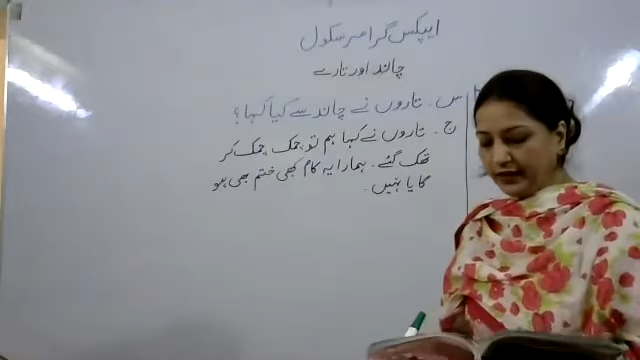 ایپکس گرامر سکول
چاند اور تارے
س۔ تاروں نے چاند سے کیا کہا؟
ج۔ تاروں نے کہا ہم تو چمک چمک کر
تھک گئے۔ ہمارا یہ کام کبھی ختم بھی ہو
گا یا نہیں۔